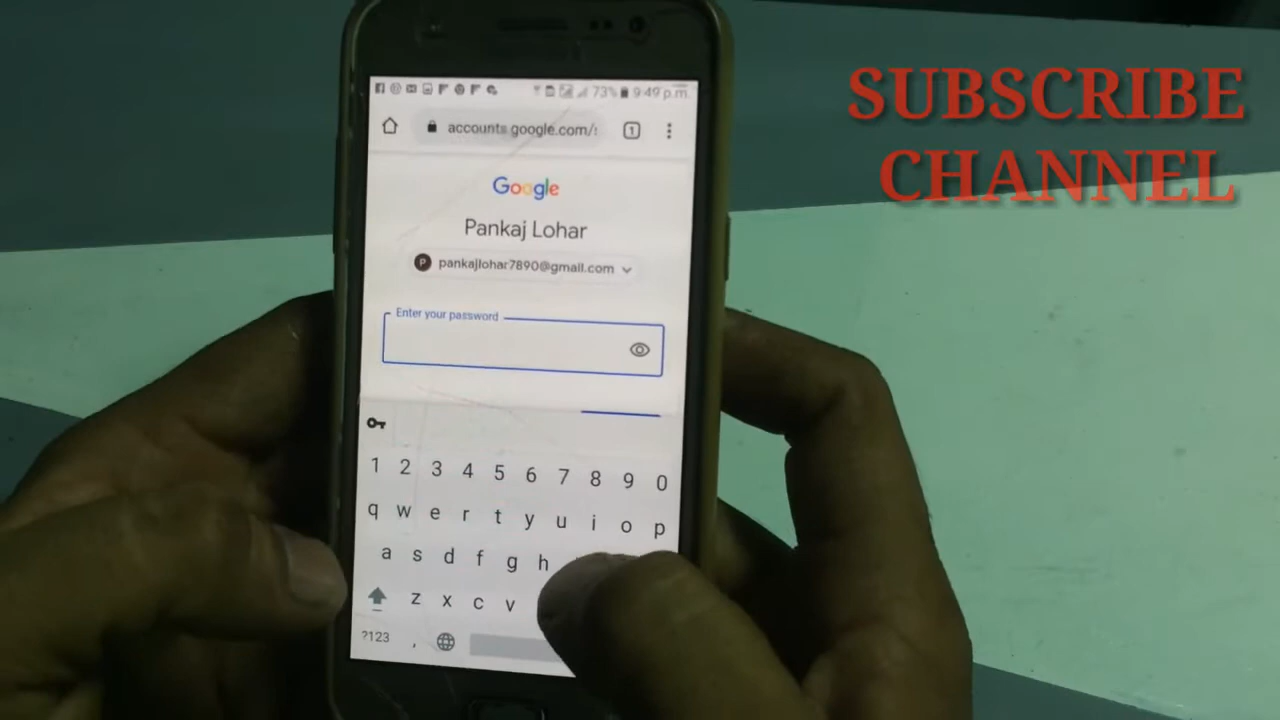 SUBSCRIBE
CHANNEL
73% 9:49 p.m.
accounts.google.com/
1
Google
Pankaj Lohar
P pankajlohar7890@gmail.com
Enter your password
1 2 3 4 5 6 7 8 9 0
q w e r t y u i o p
a s d f g h
z x c v
?123 ,